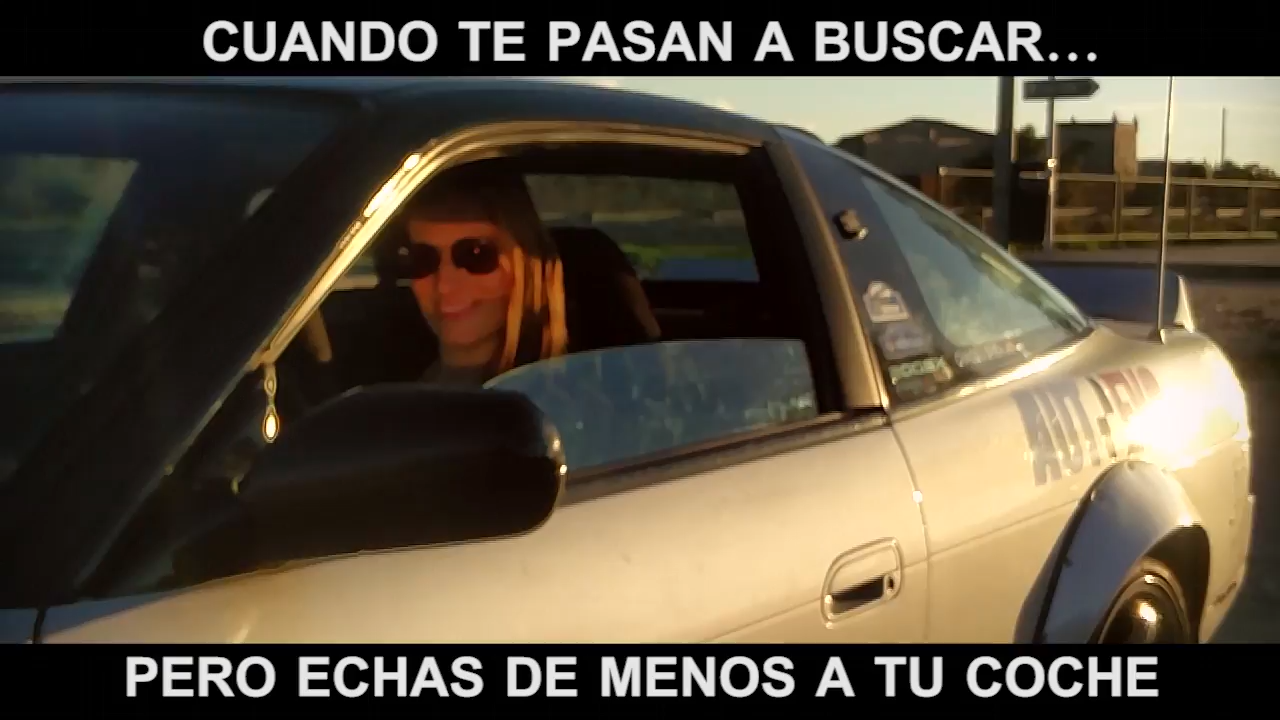 CUANDO TE PASAN A BUSCAR...
PERO ECHAS DE MENOS A TU COCHE